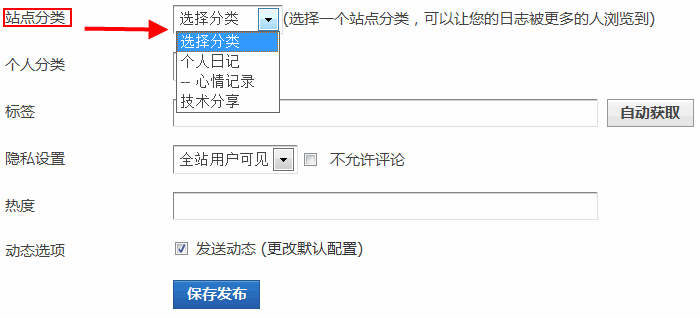 站点分类 选择分类 (选择一个站点分类，可以让您的日志被更多的人浏览到)
选择分类
个人日记
-- 心情记录
技术分享
个人分类
标签 自动获取
隐私设置 全站用户可见 不允许评论
热度
动态选项 发送动态 (更改默认配置)
保存发布